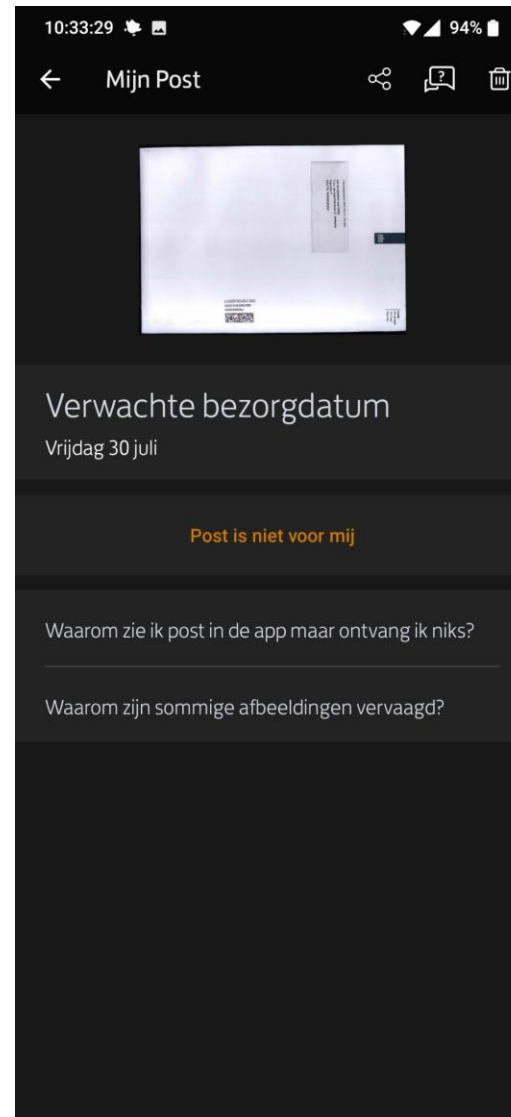 10:33:29
94%
Mijn Post
Verwachte bezorgdatum
Vrijdag 30 juli
Post is niet voor mij
Waarom zie ik post in de app maar ontvang ik niks?
Waarom zijn sommige afbeeldingen vervaagd?